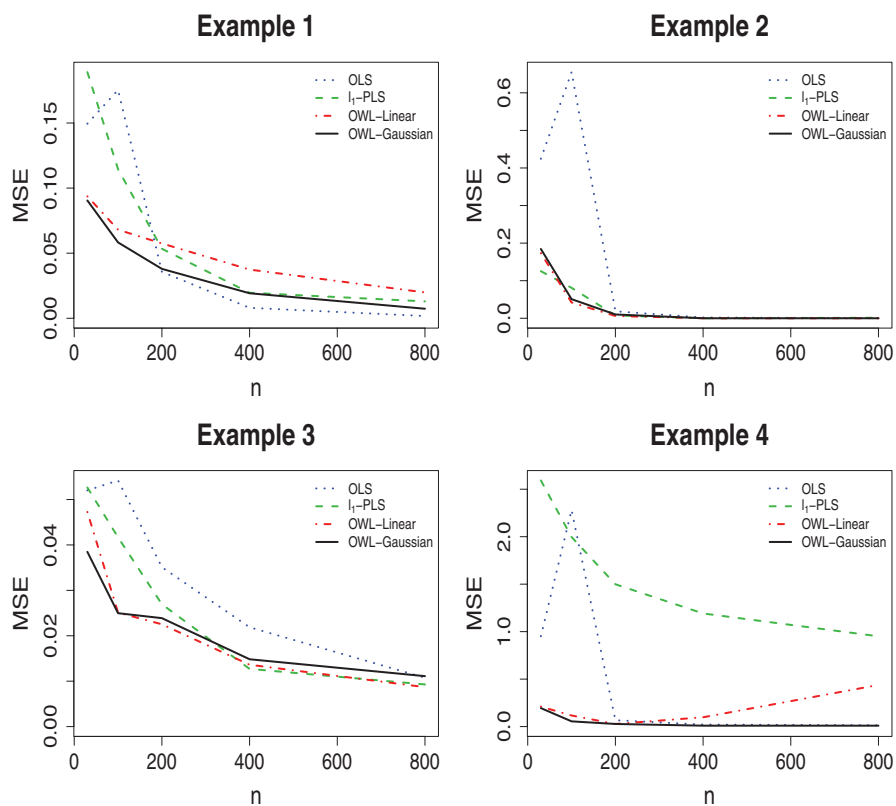 Example 1
MSE
0.00 0.05 0.10 0.15
0 200 400 600 800
n
OLS
l₁−PLS
OWL−Linear
OWL−Gaussian
Example 2
MSE
0.0 0.2 0.4 0.6
0 200 400 600 800
n
OLS
l₁−PLS
OWL−Linear
OWL−Gaussian
Example 3
MSE
0.00 0.02 0.04
0 200 400 600 800
n
OLS
l₁−PLS
OWL−Linear
OWL−Gaussian
Example 4
MSE
0.0 1.0 2.0
0 200 400 600 800
n
OLS
l₁−PLS
OWL−Linear
OWL−Gaussian